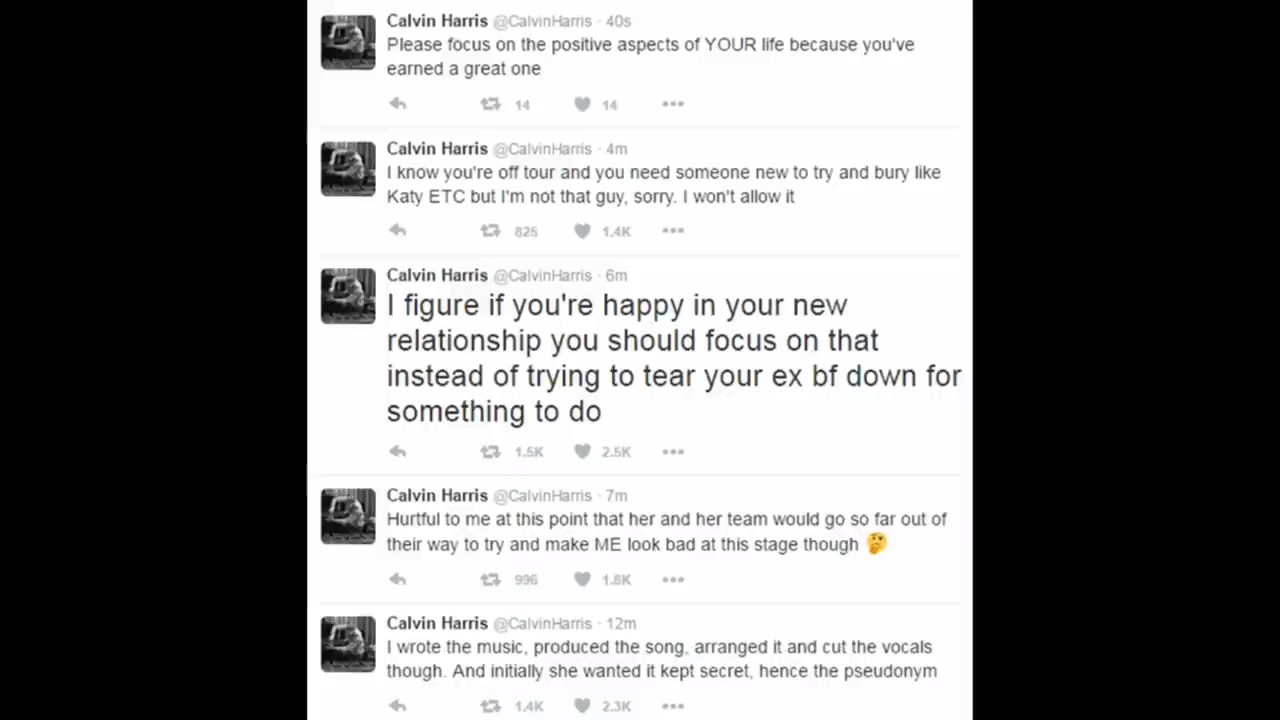 Calvin Harris @CalvinHarris · 40s
Please focus on the positive aspects of YOUR life because you've
earned a great one
14 14
Calvin Harris @CalvinHarris · 4m
I know you're off tour and you need someone new to try and bury like
Katy ETC but I'm not that guy, sorry. I won't allow it
825 1.4K
Calvin Harris @CalvinHarris · 6m
I figure if you're happy in your new
relationship you should focus on that
instead of trying to tear your ex bf down for
something to do
1.5K 2.5K
Calvin Harris @CalvinHarris · 7m
Hurtful to me at this point that her and her team would go so far out of
their way to try and make ME look bad at this stage though 🤔
996 1.8K
Calvin Harris @CalvinHarris · 12m
I wrote the music, produced the song, arranged it and cut the vocals
though. And initially she wanted it kept secret, hence the pseudonym
1.4K 2.3K